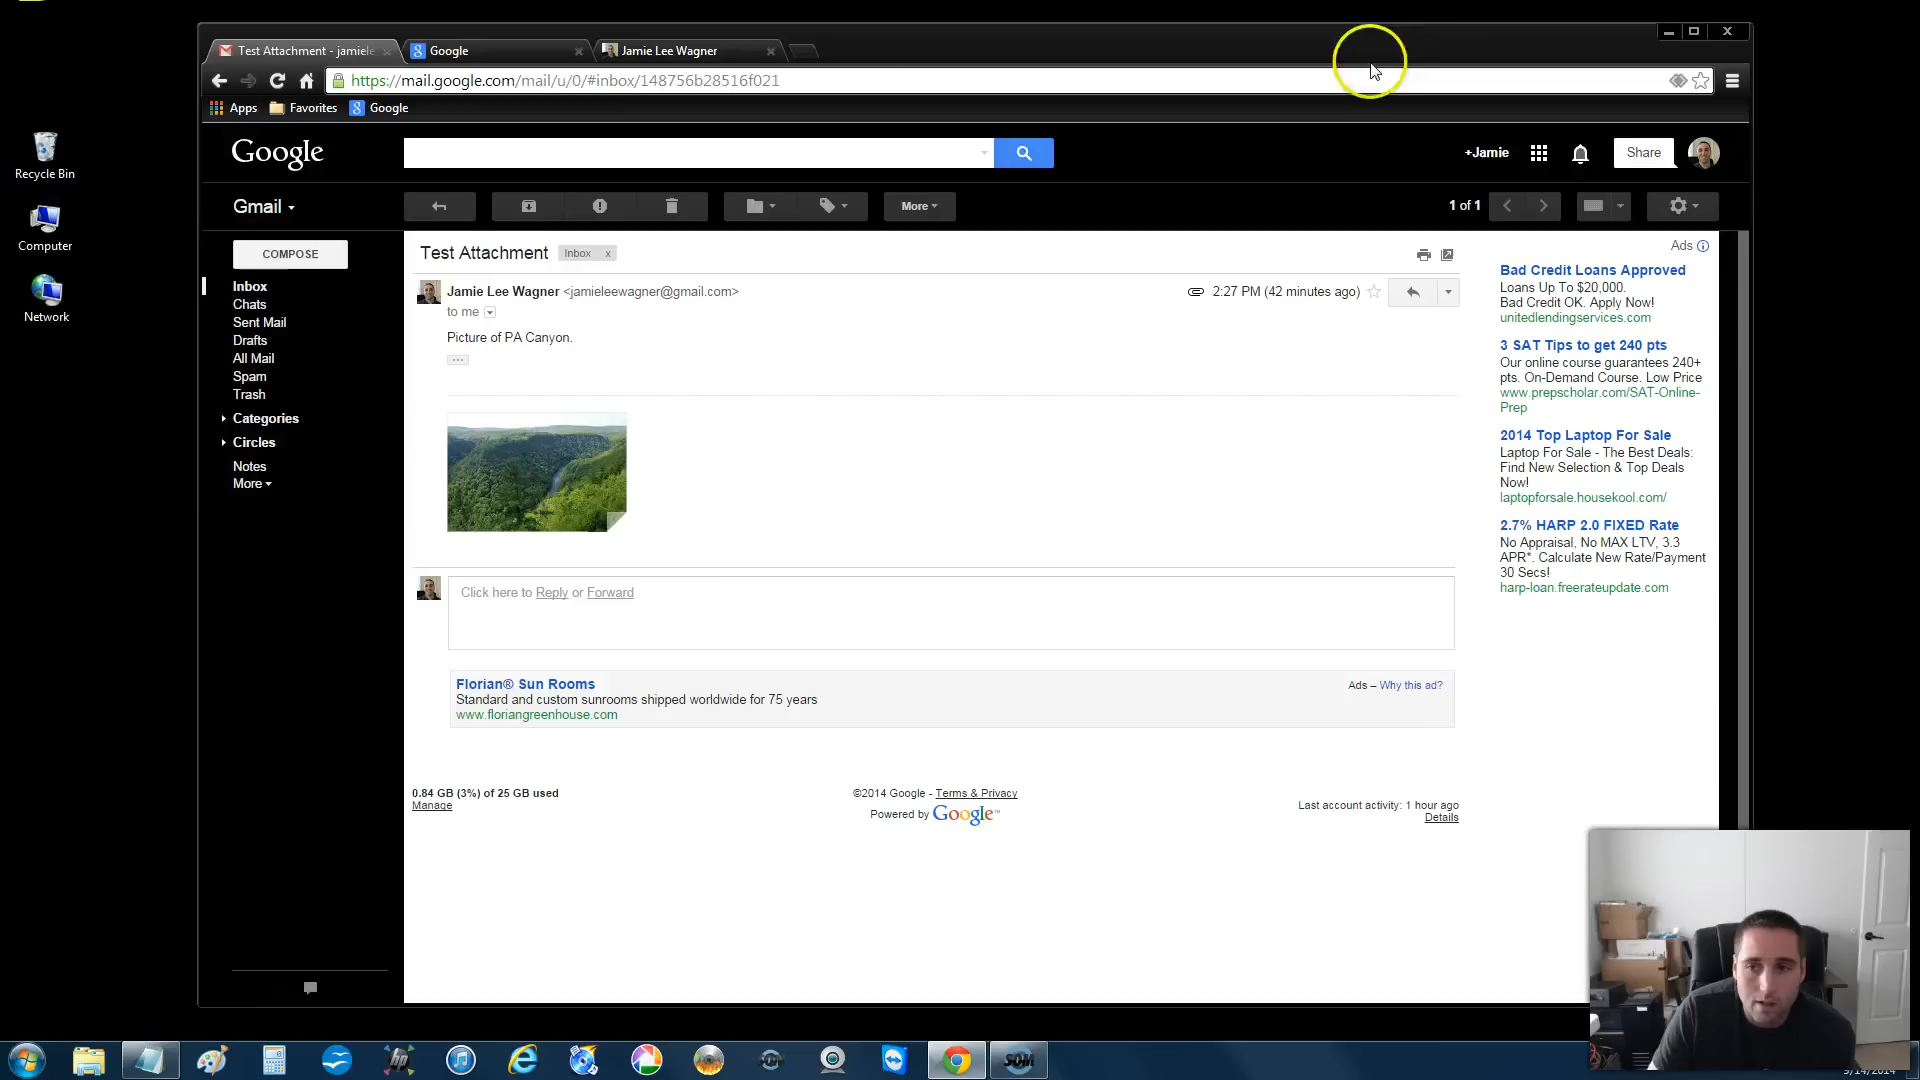 Test Attachment - jamiele
Google
Jamie Lee Wagner
https://mail.google.com/mail/u/0/#inbox/148756b28516f021
Apps
Favorites
Google
Recycle Bin
Computer
Network
Google
+Jamie
Share
Gmail
More
1 of 1
COMPOSE
Inbox
Chats
Sent Mail
Drafts
All Mail
Spam
Trash
Categories
Circles
Notes
More
Test Attachment
Inbox x
Jamie Lee Wagner <jamieleewagner@gmail.com>
2:27 PM (42 minutes ago)
to me
Picture of PA Canyon.
Click here to Reply or Forward
Florian® Sun Rooms
Ads – Why this ad?
Standard and custom sunrooms shipped worldwide for 75 years
www.floriangreenhouse.com
0.84 GB (3%) of 25 GB used
Manage
©2014 Google - Terms & Privacy
Powered by Google™
Last account activity: 1 hour ago
Details
Ads
Bad Credit Loans Approved
Loans Up To $20,000.
Bad Credit OK. Apply Now!
unitedlendingservices.com
3 SAT Tips to get 240 pts
Our online course guarantees 240+
pts. On-Demand Course. Low Price
www.prepscholar.com/SAT-Online-
Prep
2014 Top Laptop For Sale
Laptop For Sale - The Best Deals:
Find New Selection & Top Deals
Now!
laptopforsale.housekool.com/
2.7% HARP 2.0 FIXED Rate
No Appraisal, No MAX LTV, 3.3
APR*. Calculate New Rate/Payment
30 Secs!
harp-loan.freerateupdate.com
hp
SOM
9/14/2014